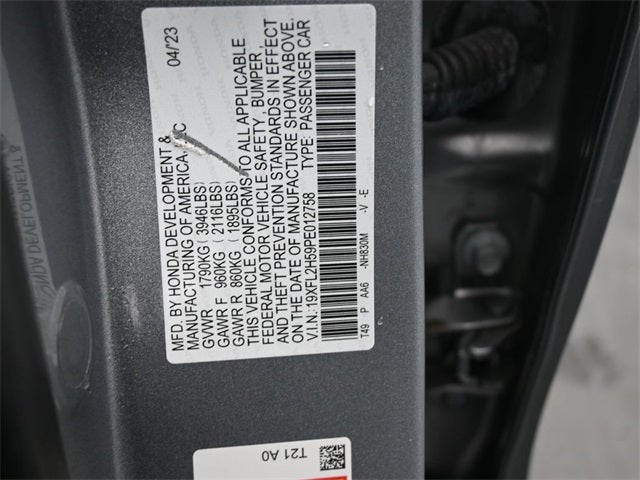 MFD. BY HONDA DEVELOPMENT & 04/'23
MANUFACTURING OF AMERICA, LLC
GVWR 1790KG (3946LBS)
GAWR F 960KG (2116LBS)
GAWR R 860KG (1895LBS)
THIS VEHICLE CONFORMS TO ALL APPLICABLE
FEDERAL MOTOR VEHICLE SAFETY, BUMPER,
AND THEFT PREVENTION STANDARDS IN EFFECT
ON THE DATE OF MANUFACTURE SHOWN ABOVE.
V.I.N.: 19XFL2H59PE012758 TYPE: PASSENGER CAR
T49 P AA6 -NH830M -V -E
T21 A0